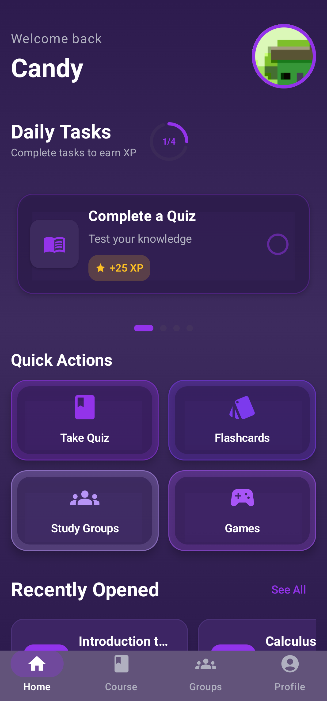 Welcome back
Candy
Daily Tasks
Complete tasks to earn XP
1/4
Complete a Quiz
Test your knowledge
+25 XP
Quick Actions
Take Quiz
Flashcards
Study Groups
Games
Recently Opened
See All
Introduction t...
Calculus
Home
Course
Groups
Profile